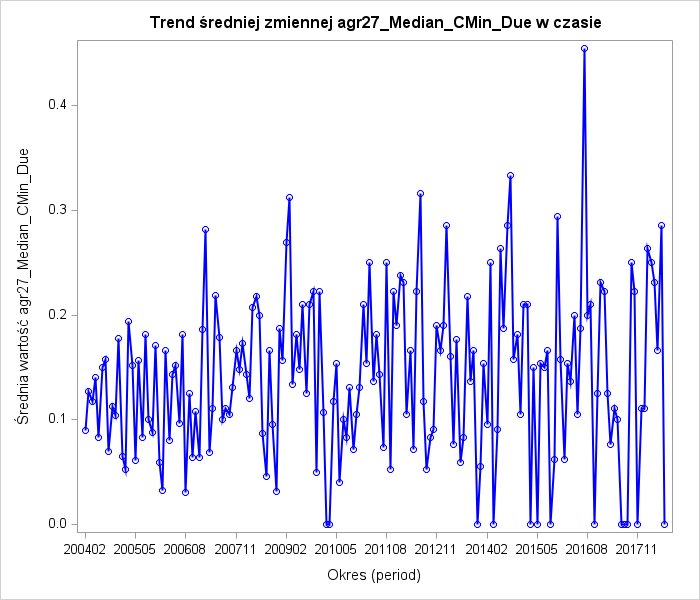 Trend średniej zmiennej agr27_Median_CMin_Due w czasie
Średnia wartość agr27_Median_CMin_Due
0.4
0.3
0.2
0.1
0.0
200402 200505 200608 200711 200902 201005 201108 201211 201402 201505 201608 201711
Okres (period)